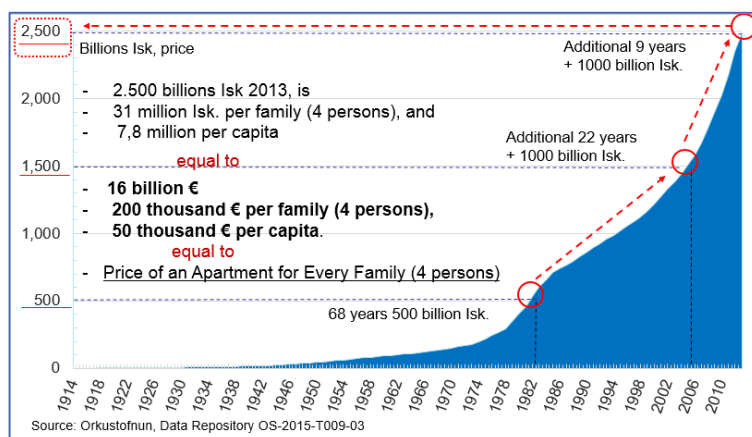 2,500
Billions Isk, price
Additional 9 years
+ 1000 billion Isk.
- 2.500 billions Isk 2013, is
- 31 million Isk. per family (4 persons), and
- 7,8 million per capita
2,000
Additional 22 years
+ 1000 billion Isk.
equal to
1,500
- 16 billion €
- 200 thousand € per family (4 persons),
- 50 thousand € per capita.
1,000
equal to
- Price of an Apartment for Every Family (4 persons)
500
68 years 500 billion Isk.
0
1914 1918 1922 1926 1930 1934 1938 1942 1946 1950 1954 1958 1962 1966 1970 1974 1978 1982 1986 1990 1994 1998 2002 2006 2010
Source: Orkustofnun, Data Repository OS-2015-T009-03